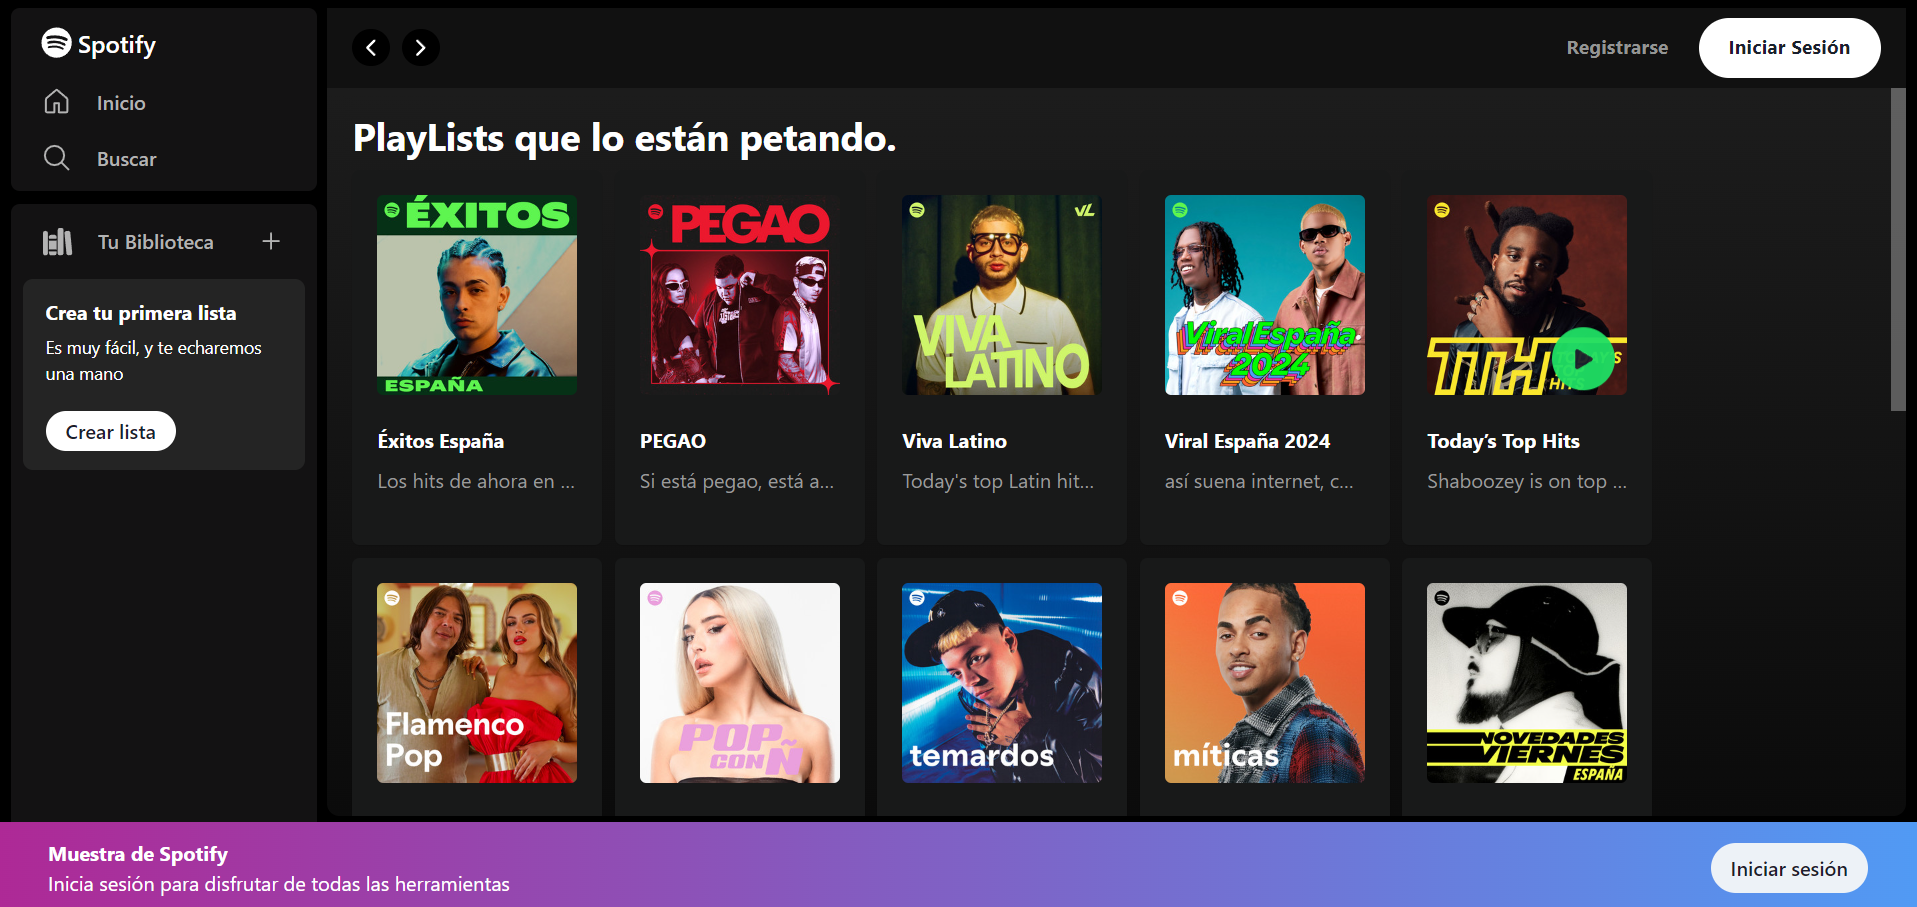 Spotify
Inicio
Buscar
Tu Biblioteca
Crea tu primera lista
Es muy fácil, y te echaremos
una mano
Crear lista
Registrarse
Iniciar Sesión
PlayLists que lo están petando.
ÉXITOS
ESPAÑA
Éxitos España
Los hits de ahora en ...
PEGAO
PEGAO
Si está pegao, está a...
VL
VIVA
LATINO
Viva Latino
Today's top Latin hit...
Viral España
2024
Viral España 2024
así suena internet, c...
TTH
HITS
Today’s Top Hits
Shaboozey is on top ...
Flamenco
Pop
POP
CON Ñ
temardos
míticas
NOVEDADES
VIERNES
ESPAÑA
Muestra de Spotify
Inicia sesión para disfrutar de todas las herramientas
Iniciar sesión